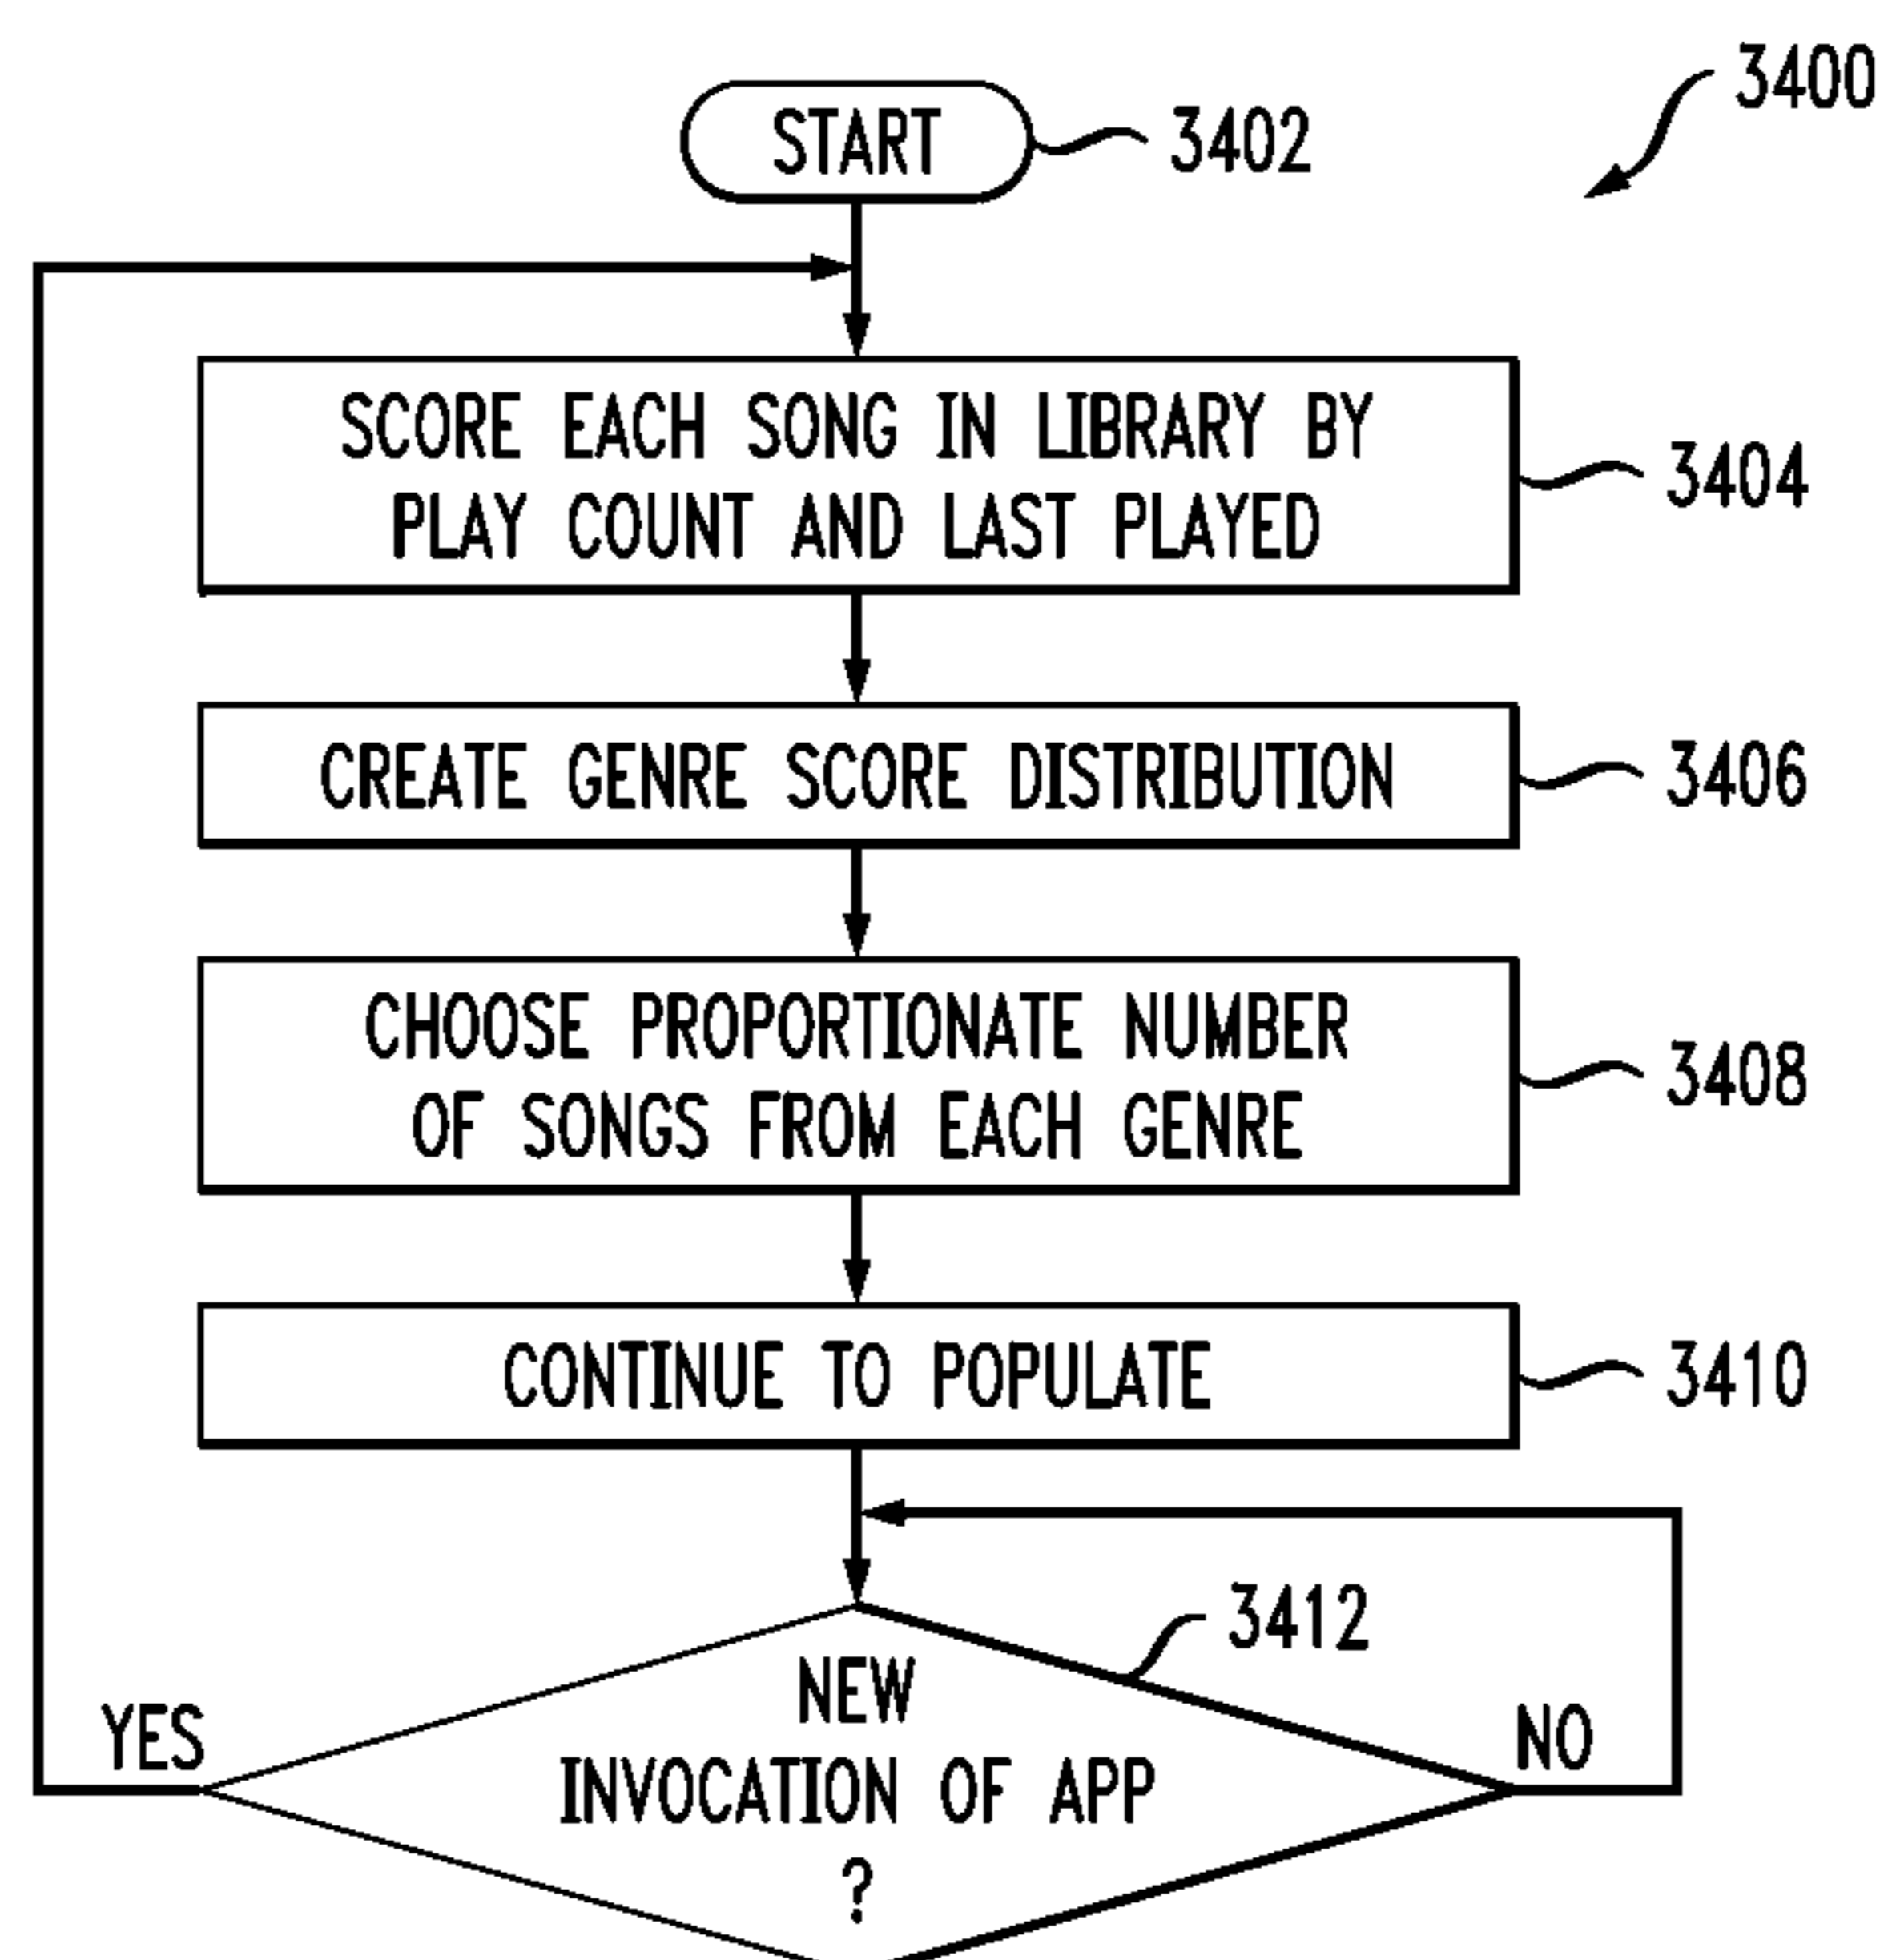 3400
START
3402
SCORE EACH SONG IN LIBRARY BY
PLAY COUNT AND LAST PLAYED
3404
CREATE GENRE SCORE DISTRIBUTION
3406
CHOOSE PROPORTIONATE NUMBER
OF SONGS FROM EACH GENRE
3408
CONTINUE TO POPULATE
3410
3412
NEW
INVOCATION OF APP
?
YES
NO